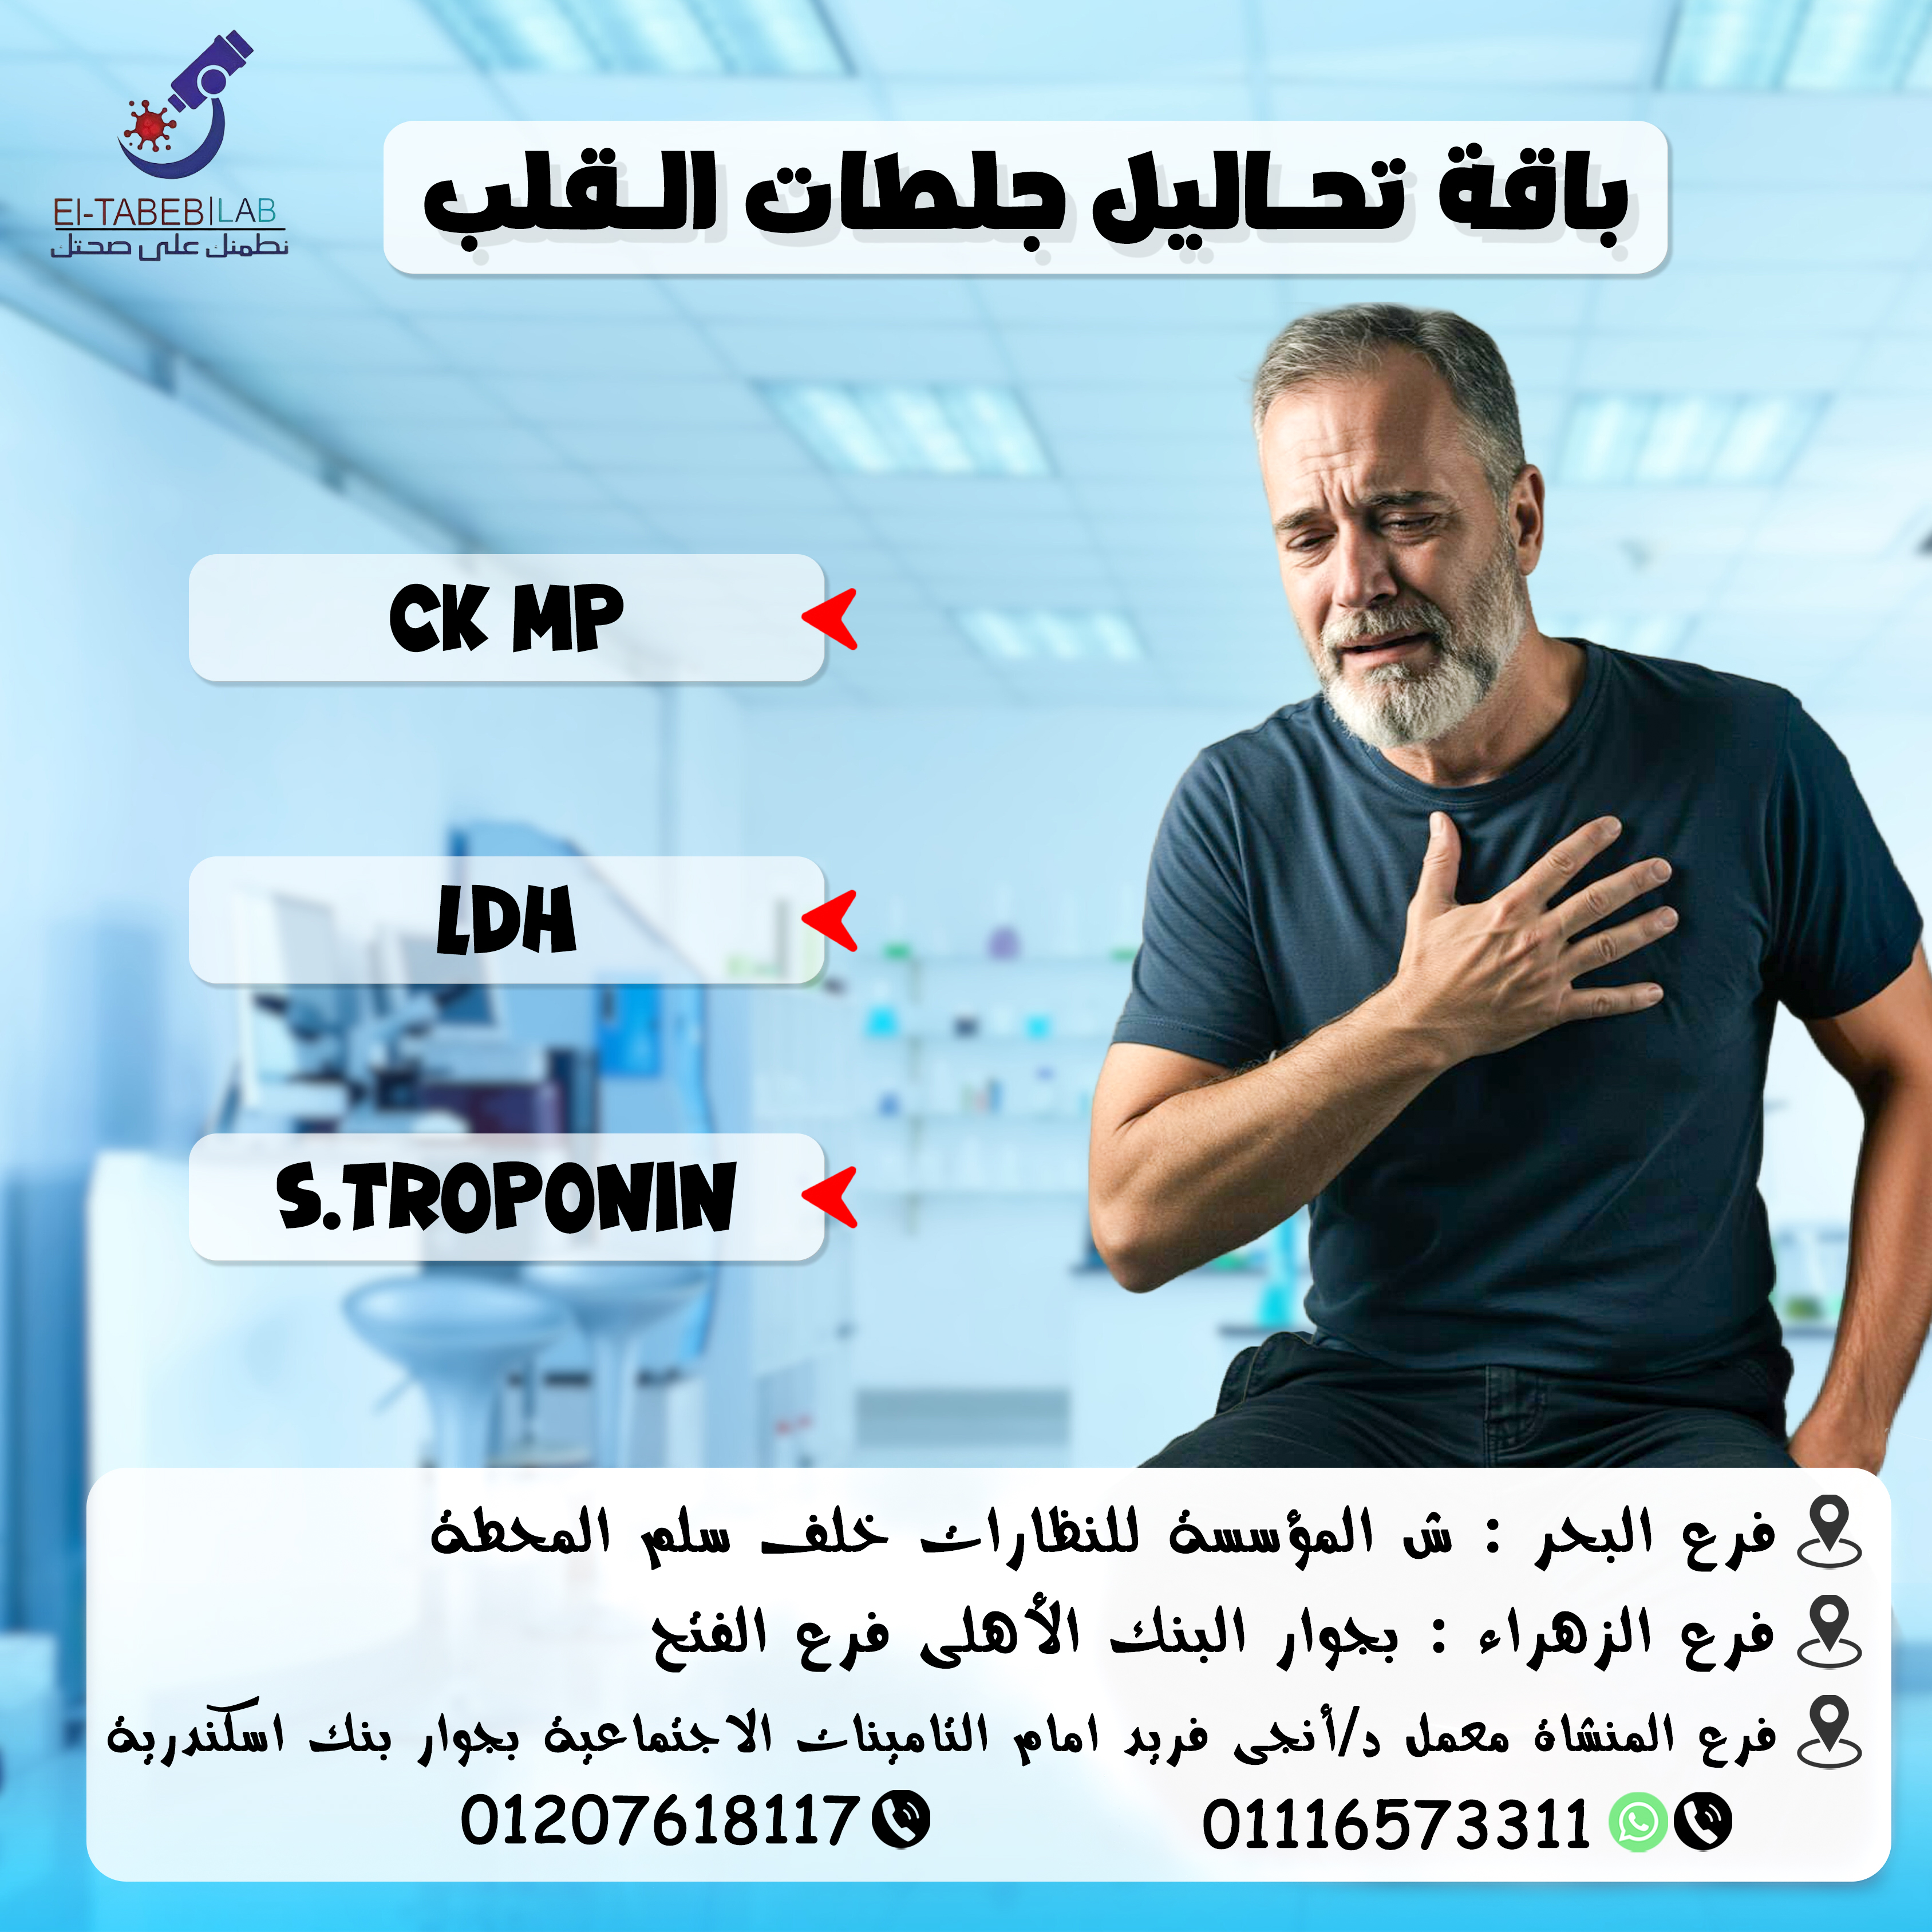 El-TABEB|LAB
نطمنك على صحتك
باقة تحاليل جلطات القلب
CK MP
LDH
S.TROPONIN
فرع البحر : ش المؤسسة للنظارات خلف سلم المحطة
فرع الزهراء : بجوار البنك الأهلى فرع الفتح
فرع المنشاة معمل د/أنجى فريد امام التامينات الاجتماعية بجوار بنك اسكندرية
01116573311
01207618117